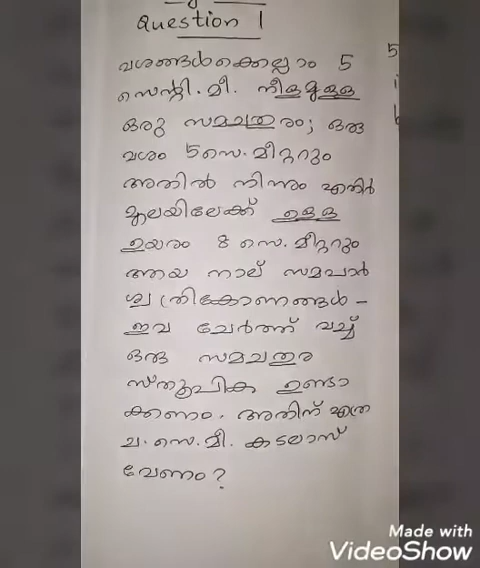 Question 1
വശങ്ങൾക്കെല്ലാം 5
സെന്റി.മീ. നീളമുള്ള
ഒരു സമചതുരം; ഒരു
വശം 5 സെ.മീറ്ററും
അതിൽ നിന്നും എതിർ
മൂലയിലേക്ക് ഉള്ള
ഉയരം 8 സെ.മീറ്ററും
ആയ നാല് സമപാർ
ശ്വ ത്രികോണങ്ങൾ -
ഇവ ചേർത്ത് വച്ച്
ഒരു സമചതുര
സ്തൂപിക ഉണ്ടാ
ക്കണം. അതിന് എത്ര
ച.സെ.മീ. കടലാസ്
വേണം?
5
Made with
VideoShow